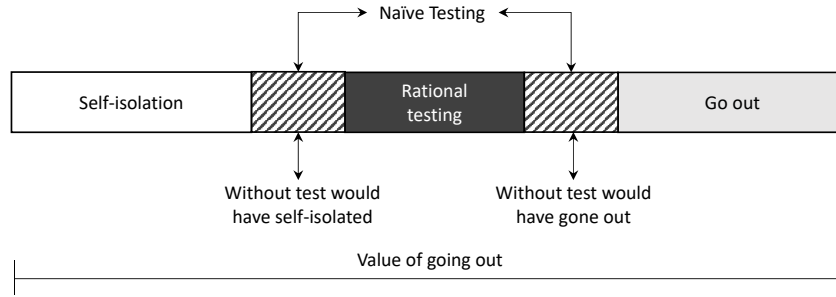 Naïve Testing
Self-isolation
Rational
testing
Go out
Without test would
have self-isolated
Without test would
have gone out
Value of going out